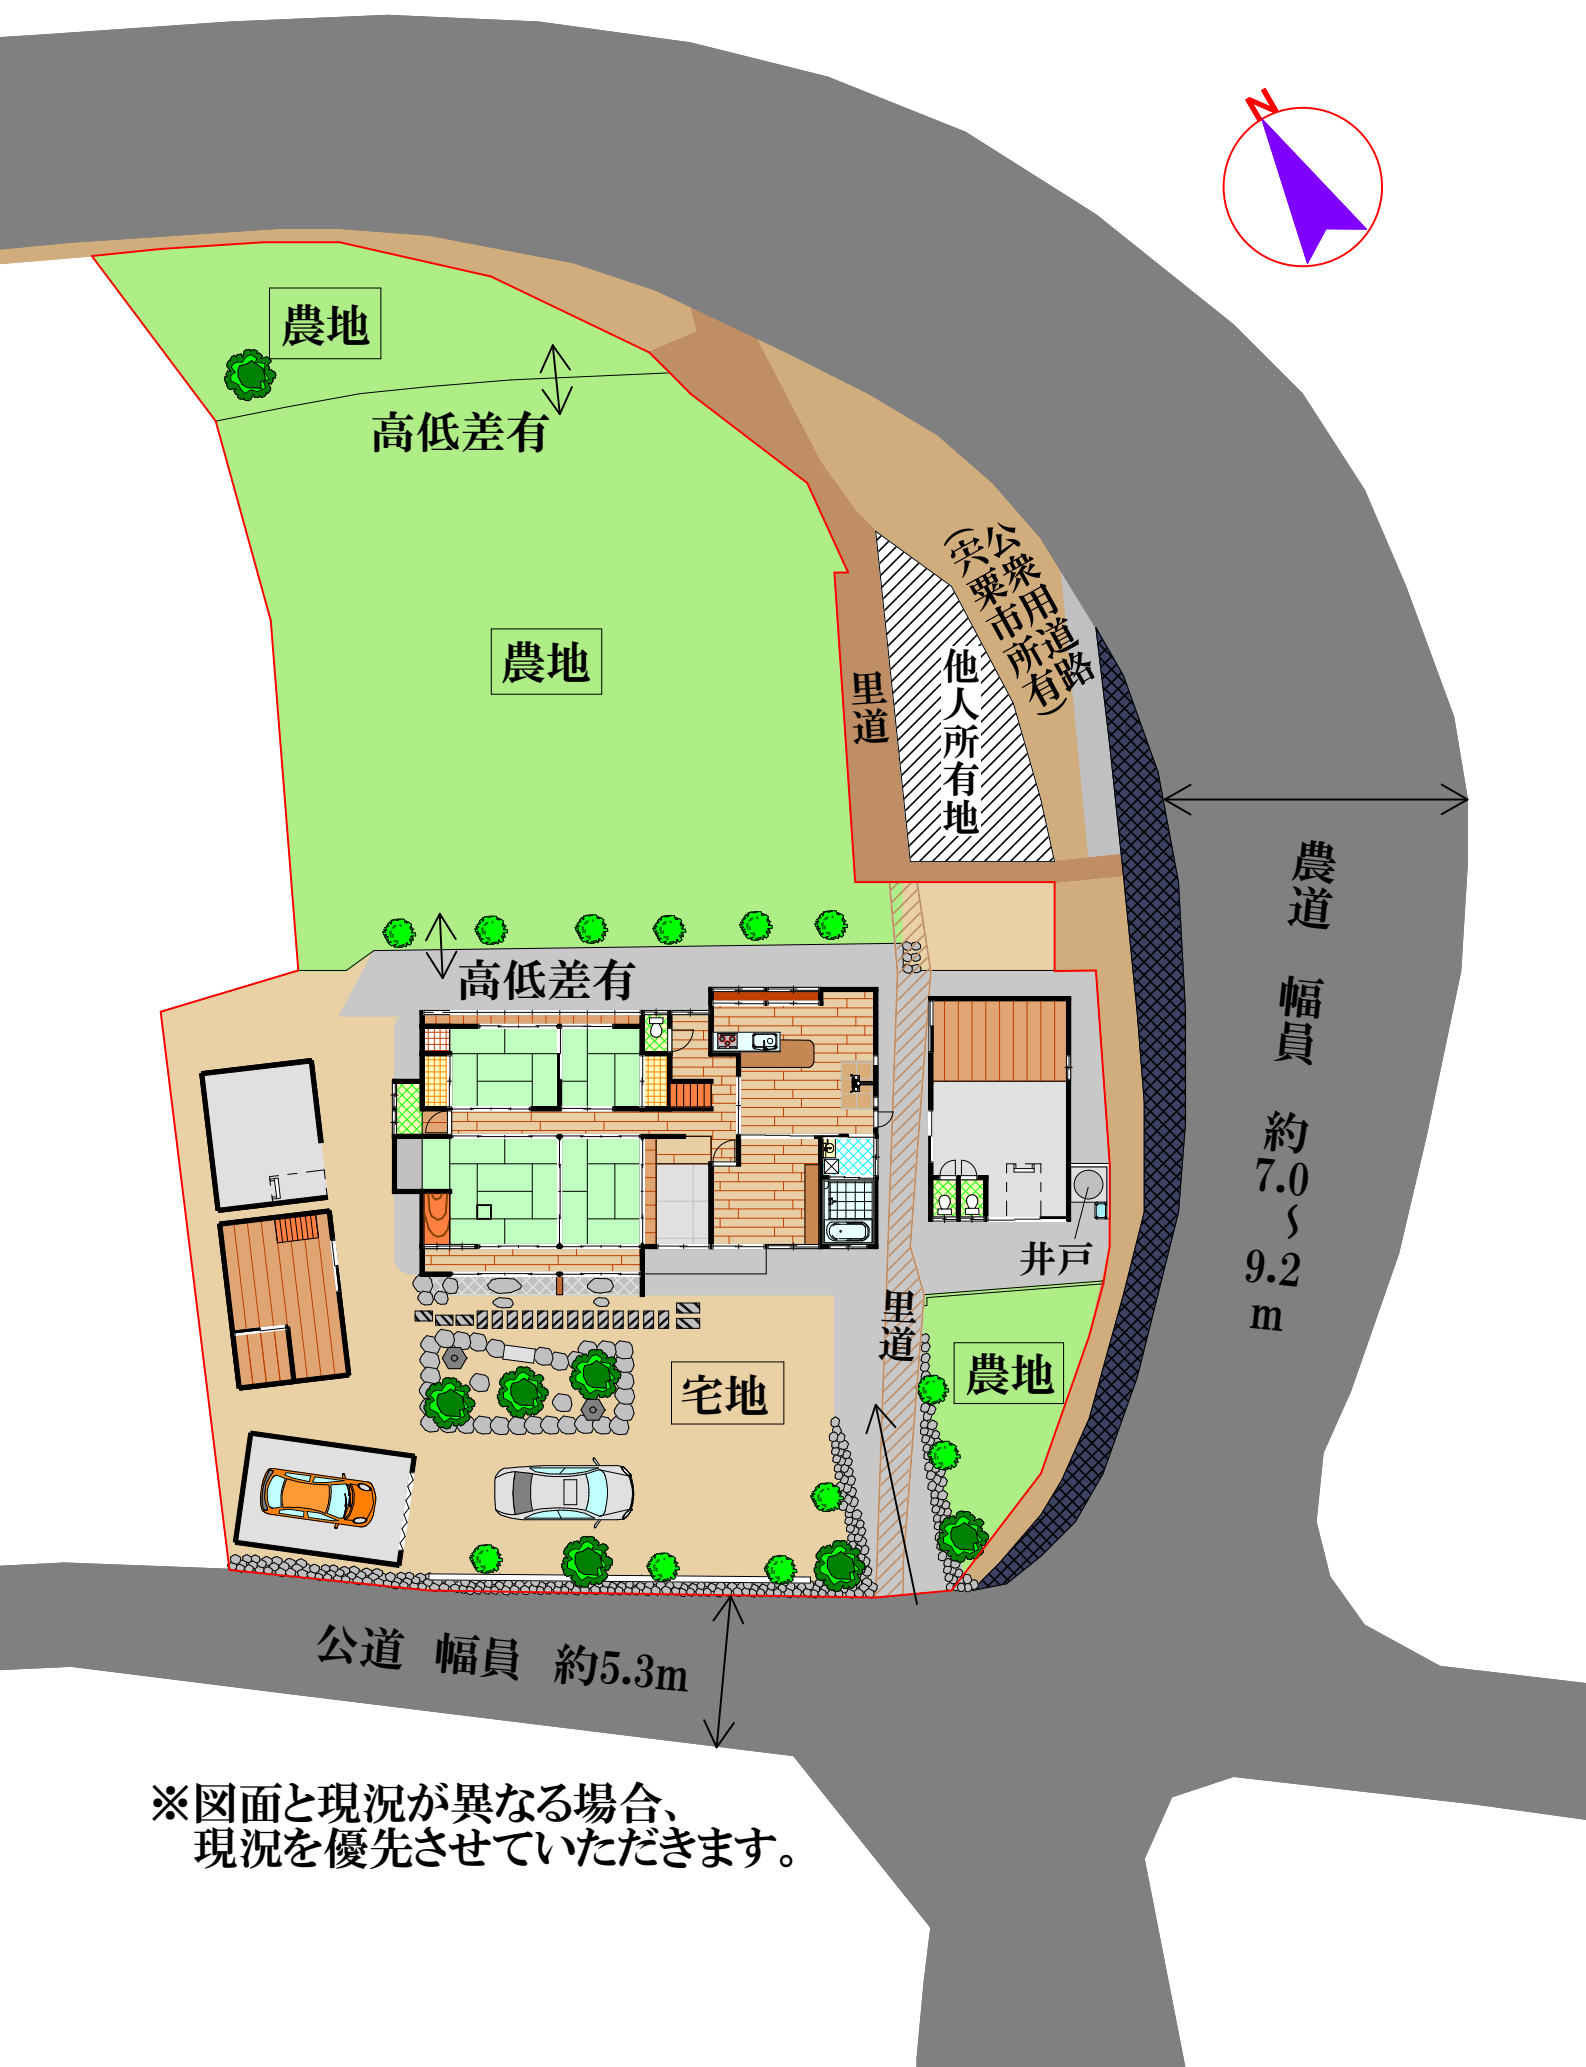 N
農地
高低差有
農地
里道
他人所有地
公衆用道路
(宍粟市所有)
農道 幅員 約7.0～9.2m
高低差有
井戸
里道
農地
宅地
公道 幅員 約5.3m
※図面と現況が異なる場合、
現況を優先させていただきます。